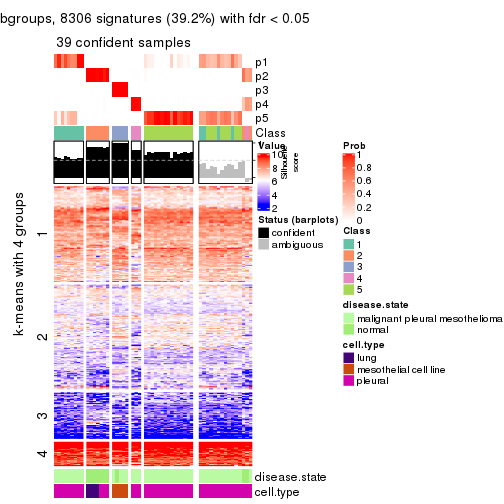 bgroups, 8306 signatures (39.2%) with fdr < 0.05
39 confident samples
p1
p2
p3
p4
p5
Class
k-means with 4 groups
1
2
3
4
disease.state
cell.type
Value
10
8
6
4
2
Silhouette
score
Status (barplots)
confident
ambiguous
Prob
1
0.8
0.6
0.4
0.2
0
Class
1
2
3
4
5
disease.state
malignant pleural mesothelioma
normal
cell.type
lung
mesothelial cell line
pleural